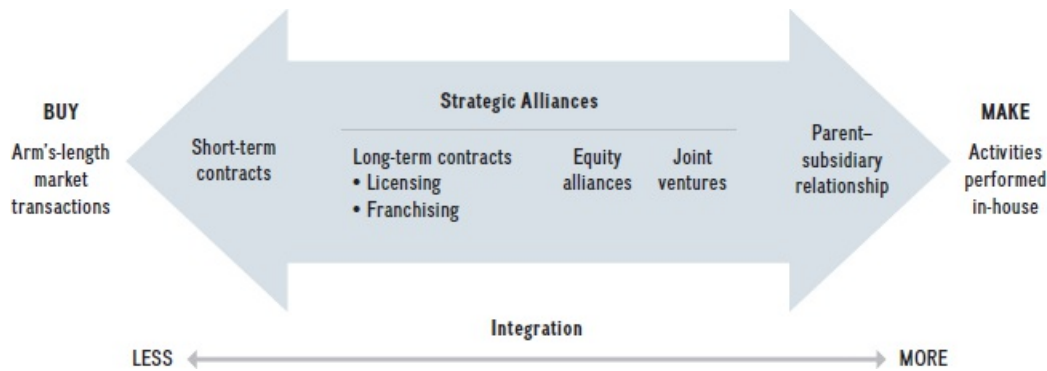 BUY
Arm's-length
market
transactions
Short-term
contracts
Strategic Alliances
Long-term contracts
• Licensing
• Franchising
Equity
alliances
Joint
ventures
Parent–
subsidiary
relationship
MAKE
Activities
performed
in-house
Integration
LESS
MORE